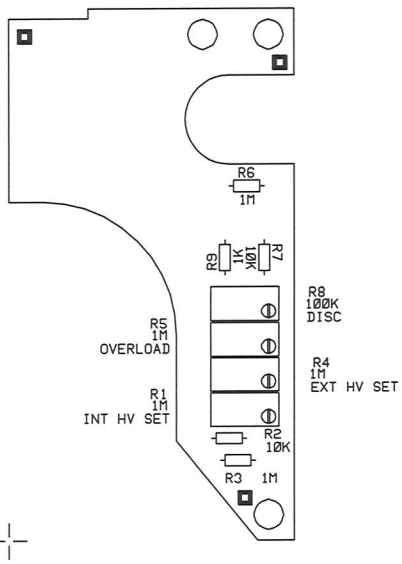 R6
1M
R9
1K
10K
R7
R8
100K
DISC
R5
1M
OVERLOAD
R4
1M
EXT HV SET
R1
1M
INT HV SET
R2
10K
R3 1M